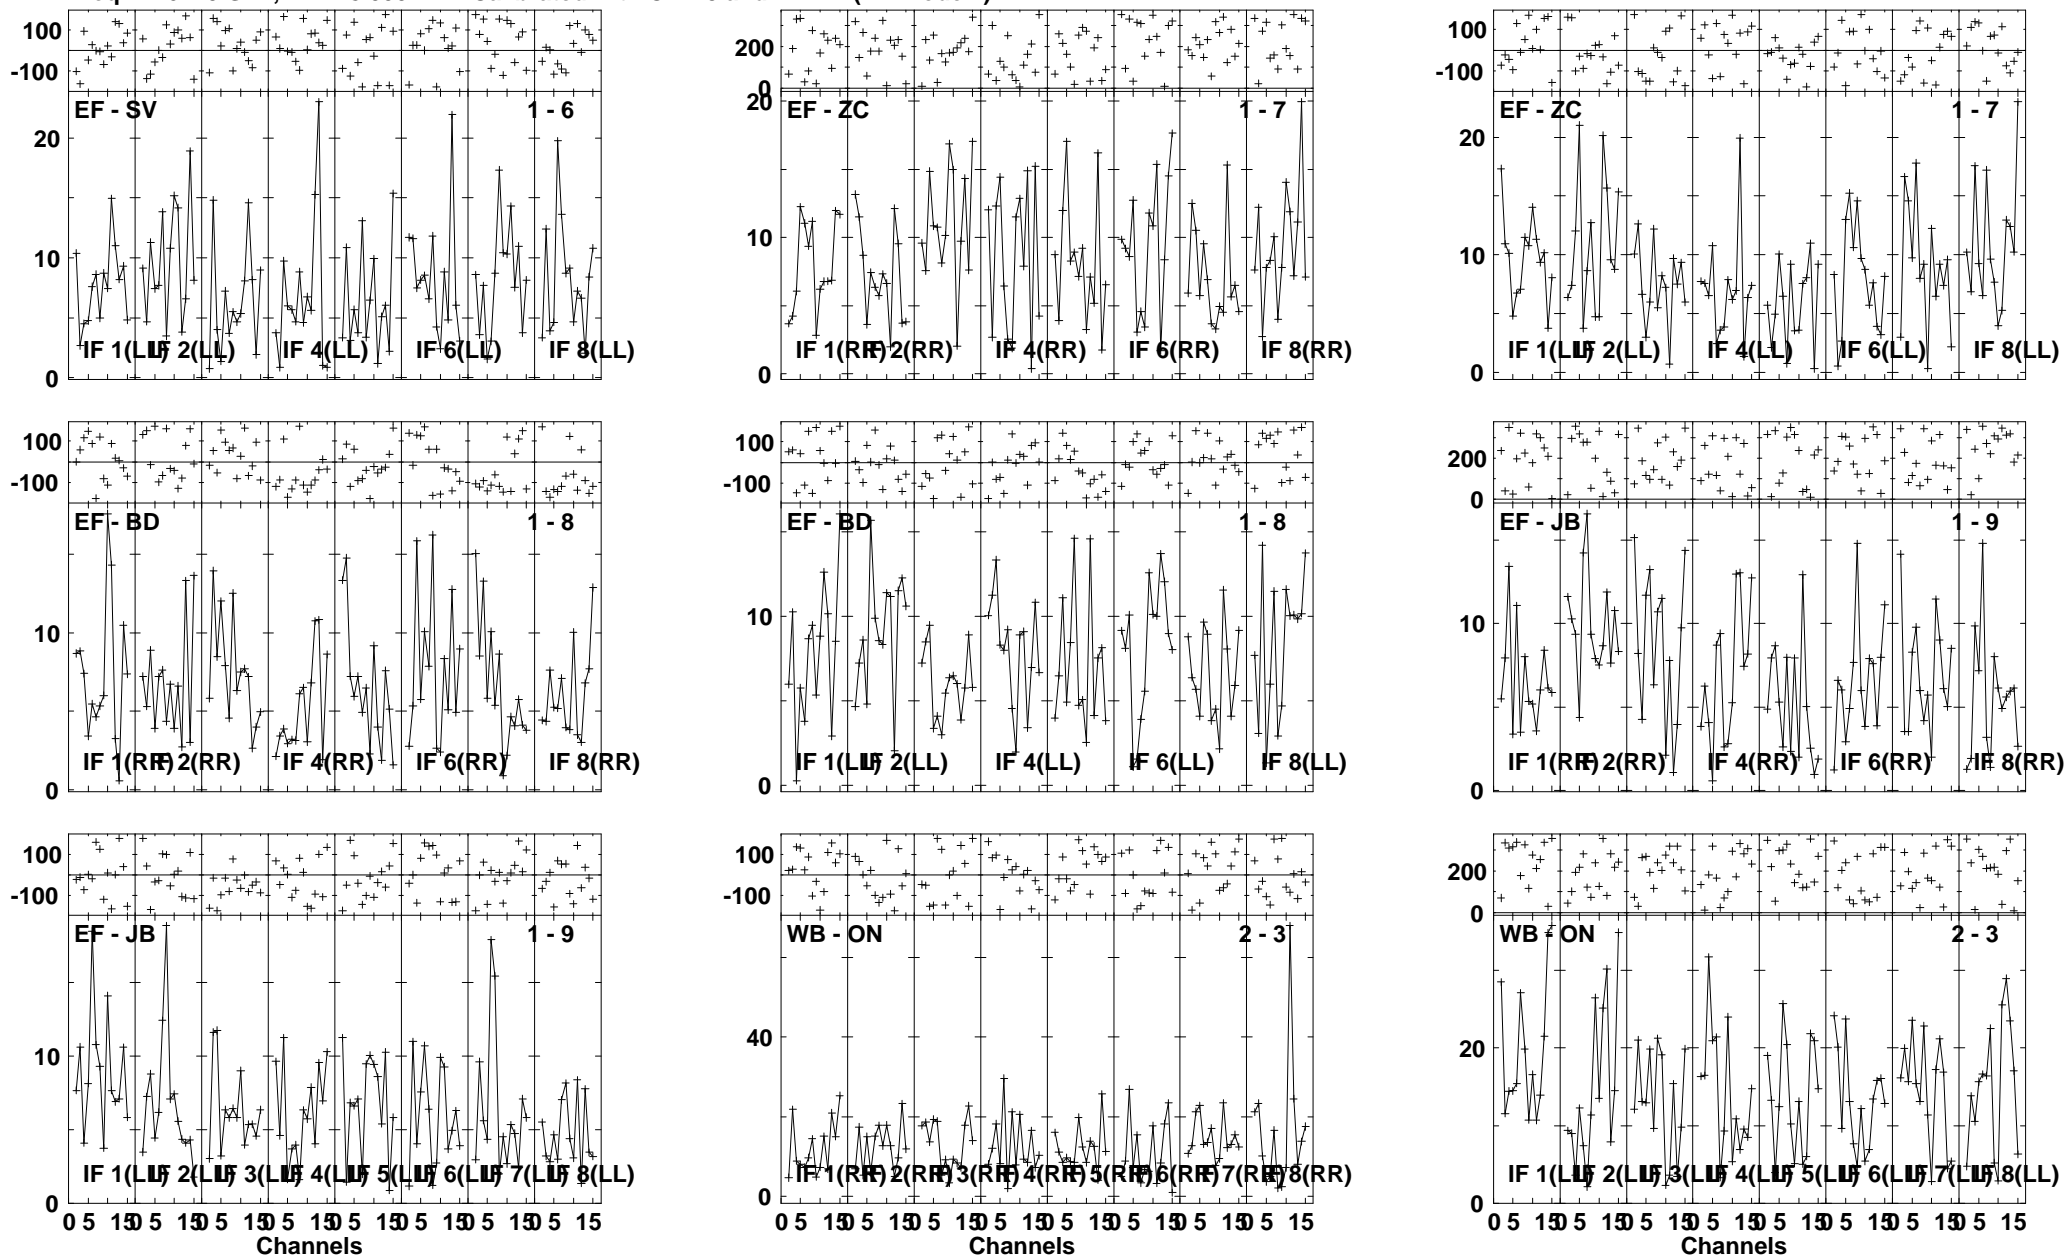 100
-100
EF - SV
1 - 6
20
10
0
IF 1(LL) IF 2(LL) IF 4(LL) IF 6(LL) IF 8(LL)
200
0
EF - ZC
1 - 7
20
10
0
IF 1(RR) IF 2(RR) IF 4(RR) IF 6(RR) IF 8(RR)
100
-100
EF - ZC
1 - 7
20
10
0
IF 1(LL) IF 2(LL) IF 4(LL) IF 6(LL) IF 8(LL)
100
-100
EF - BD
1 - 8
10
0
IF 1(RR) IF 2(RR) IF 4(RR) IF 6(RR) IF 8(RR)
100
-100
EF - BD
1 - 8
10
0
IF 1(LL) IF 2(LL) IF 4(LL) IF 6(LL) IF 8(LL)
200
0
EF - JB
1 - 9
10
0
IF 1(RR) IF 2(RR) IF 4(RR) IF 6(RR) IF 8(RR)
100
-100
EF - JB
1 - 9
10
0
IF 1(LL) IF 2(LL) IF 3(LL) IF 4(LL) IF 5(LL) IF 6(LL) IF 7(LL) IF 8(LL)
0 5 15 0 5 15 0 5 15 0 5 15 0 5 15 0 5 15 0 5 15 0 5 15
Channels
100
-100
WB - ON
2 - 3
40
0
IF 1(RR) IF 2(RR) IF 3(RR) IF 4(RR) IF 5(RR) IF 6(RR) IF 7(RR) IF 8(RR)
0 5 15 0 5 15 0 5 15 0 5 15 0 5 15 0 5 15 0 5 15 0 5 15
Channels
200
0
WB - ON
2 - 3
20
0
IF 1(LL) IF 2(LL) IF 3(LL) IF 4(LL) IF 5(LL) IF 6(LL) IF 7(LL) IF 8(LL)
0 5 15 0 5 15 0 5 15 0 5 15 0 5 15 0 5 15 0 5 15 0 5 15
Channels